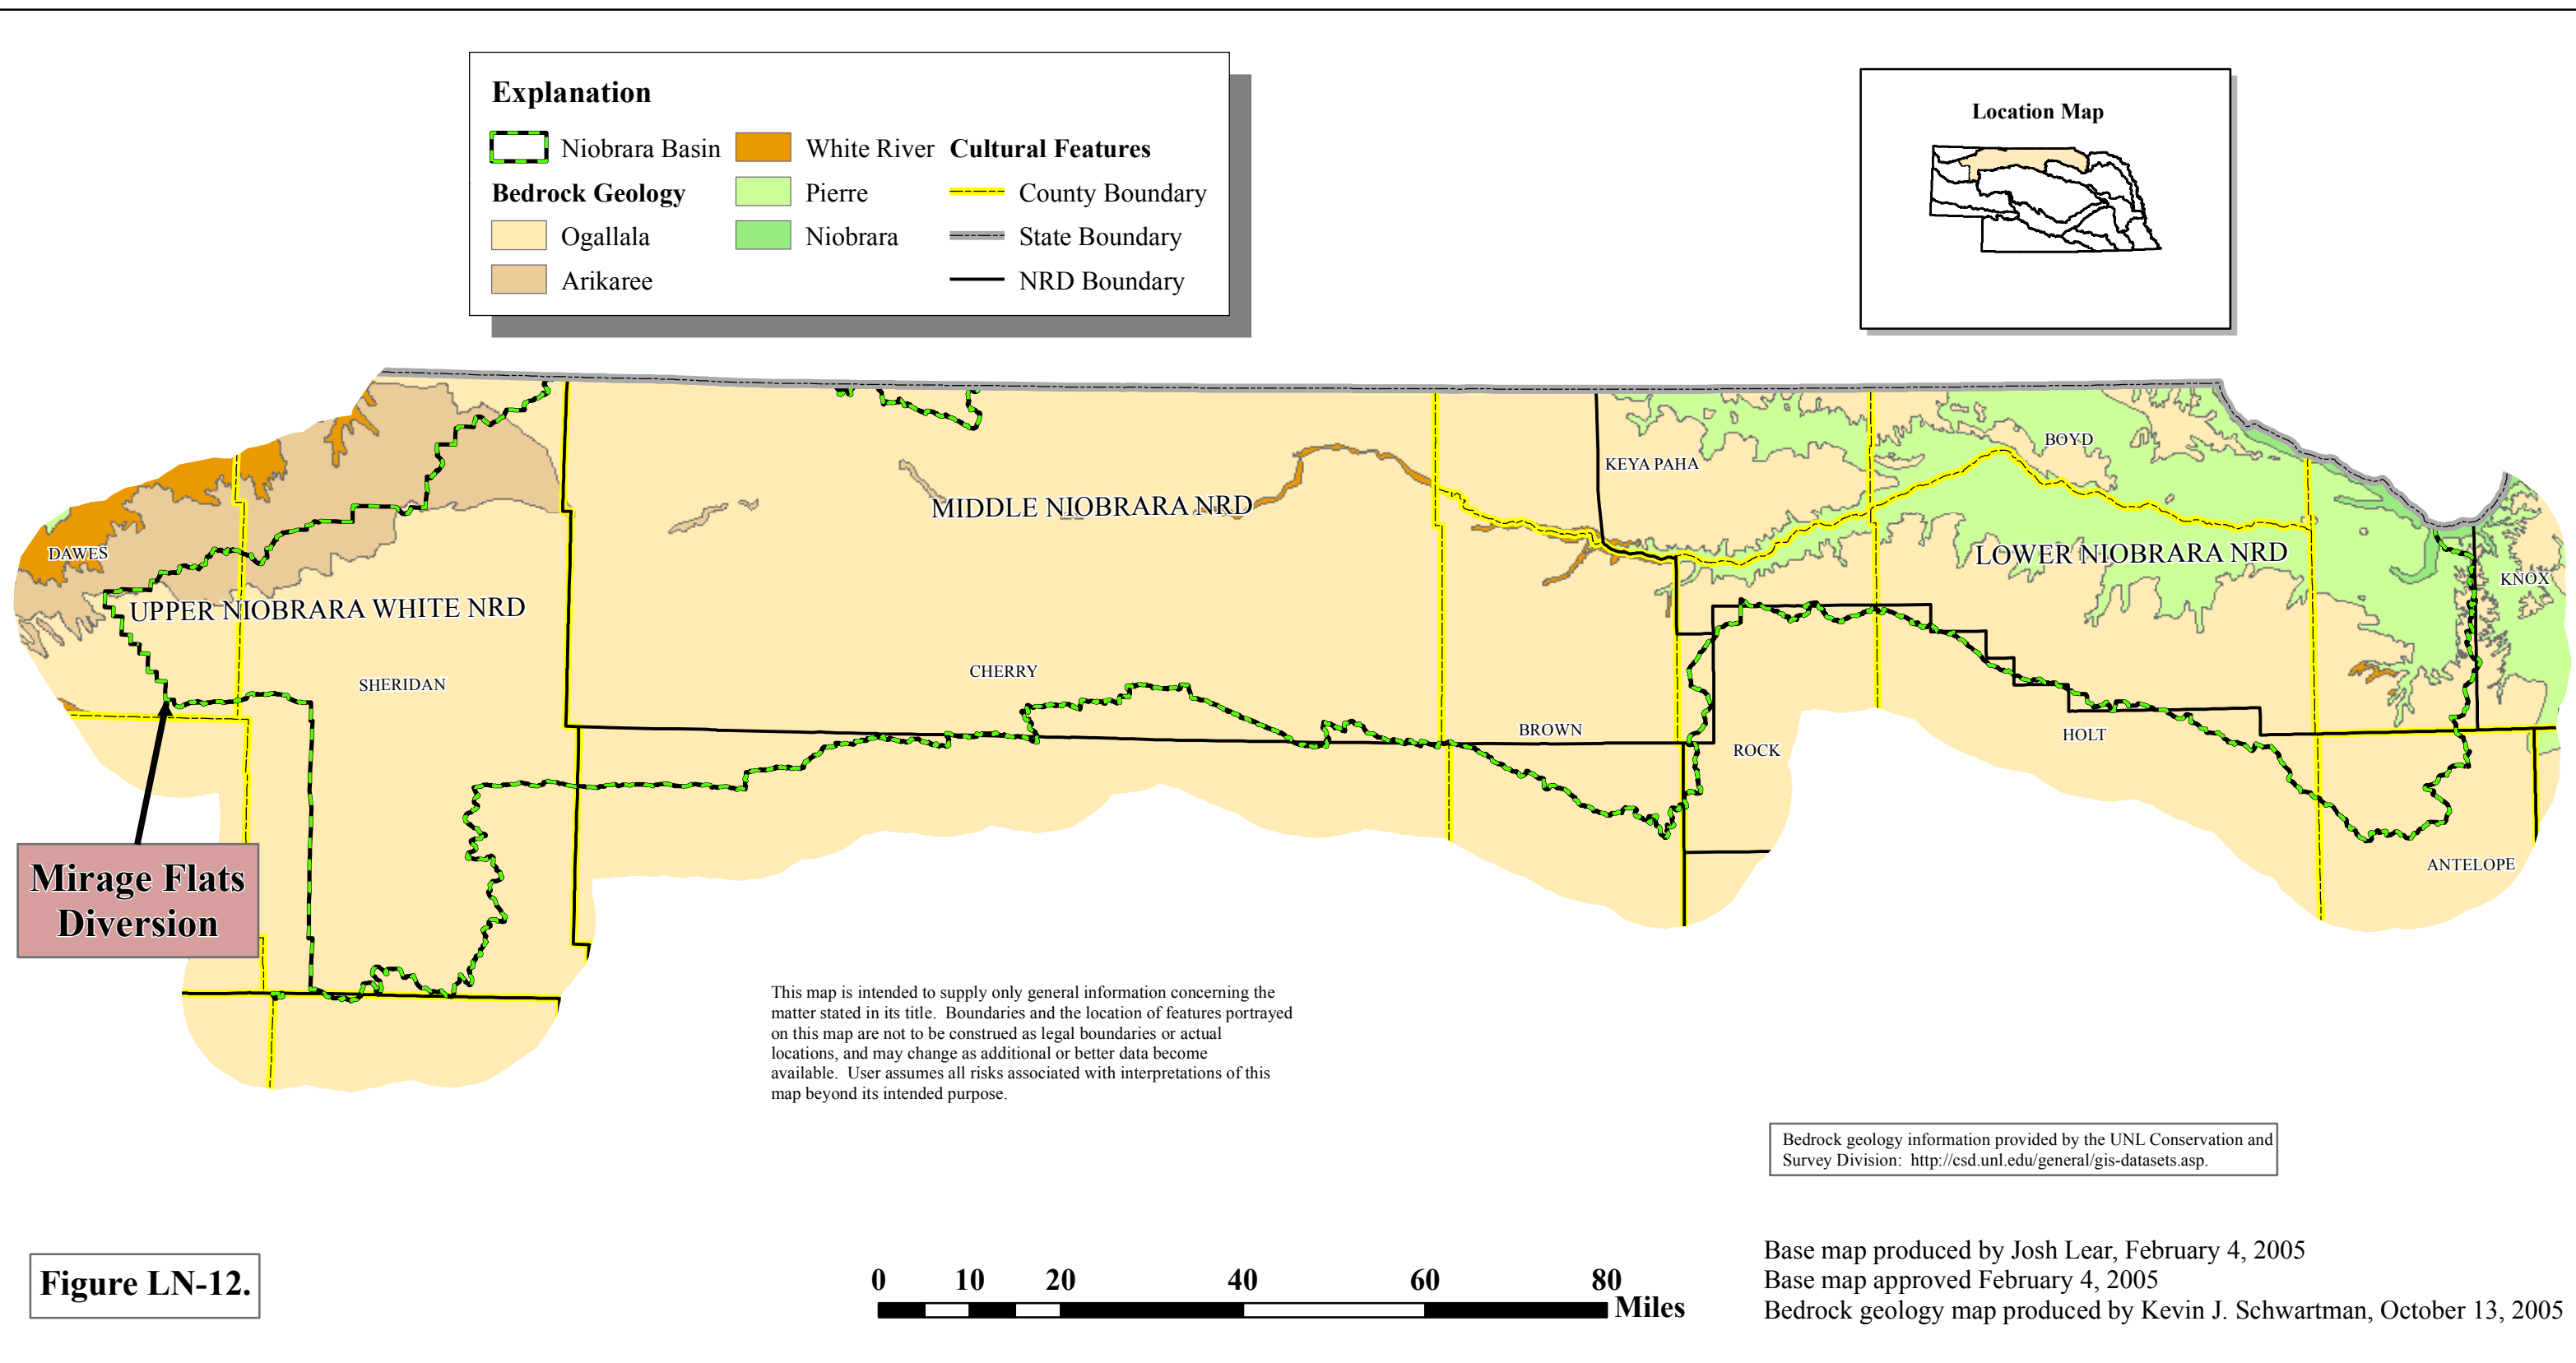 Explanation
Niobrara Basin
Bedrock Geology
Ogallala
Arikaree
White River
Pierre
Niobrara
Cultural Features
County Boundary
State Boundary
NRD Boundary
Location Map
DAWES
UPPER NIOBRARA WHITE NRD
SHERIDAN
MIDDLE NIOBRARA NRD
CHERRY
KEYA PAHA
BOYD
LOWER NIOBRARA NRD
KNOX
BROWN
ROCK
HOLT
ANTELOPE
Mirage Flats
Diversion
This map is intended to supply only general information concerning the
matter stated in its title. Boundaries and the location of features portrayed
on this map are not to be construed as legal boundaries or actual
locations, and may change as additional or better data become
available. User assumes all risks associated with interpretations of this
map beyond its intended purpose.
Bedrock geology information provided by the UNL Conservation and
Survey Division: http://csd.unl.edu/general/gis-datasets.asp.
Figure LN-12.
0 10 20 40 60 80
Miles
Base map produced by Josh Lear, February 4, 2005
Base map approved February 4, 2005
Bedrock geology map produced by Kevin J. Schwartman, October 13, 2005